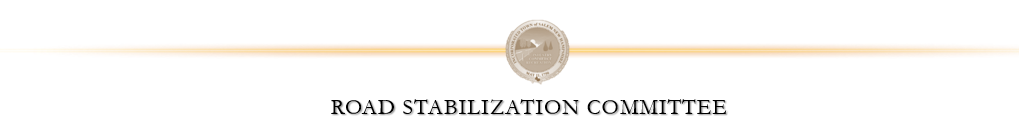 ROAD STABILIZATION COMMITTEE